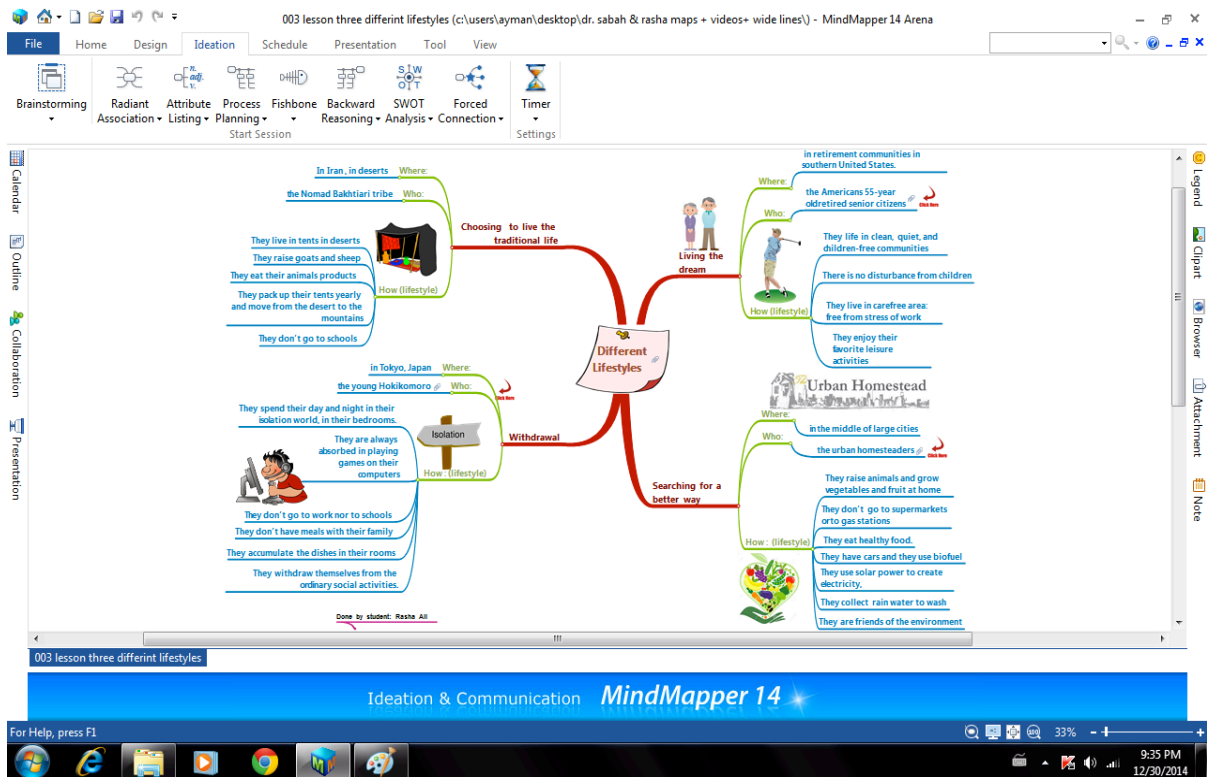 003 lesson three differint lifestyles (c:\users\ayman\desktop\dr. sabah & rasha maps + videos+ wide lines\) - MindMapper 14 Arena
File Home Design Ideation Schedule Presentation Tool View
Brainstorming
Radiant
Association
Attribute
Listing
Process
Planning
Fishbone
Backward
Reasoning
SWOT
Analysis
Forced
Connection
Timer
Start Session
Settings
Calendar
Outline
Collaboration
Presentation
Legend
Clipart
Browser
Attachment
Note
Different
Lifestyles
Choosing to live the
traditional life
In Iran, in deserts Where:
the Nomad Bakhtiari tribe Who:
How (lifestyle)
They live in tents in deserts
They raise goats and sheep
They eat their animals products
They pack up their tents yearly
and move from the desert to the
mountains
They don't go to schools
Living the
dream
Where:
in retirement communities in
southern United States.
Who:
the Americans 55-year
oldretired senior citizens
Click Here
How (lifestyle)
They life in clean, quiet, and
children-free communities
There is no disturbance from children
They live in carefree area:
free from stress of work
They enjoy their
favorite leisure
activities
Withdrawal
in Tokyo, Japan Where:
the young Hokikomoro Who:
Click Here
Isolation
How : (lifestyle)
They spend their day and night in their
isolation world, in their bedrooms.
They are always
absorbed in playing
games on their
computers
They don't go to work nor to schools
They don't have meals with their family
They accumulate the dishes in their rooms
They withdraw themselves from the
ordinary social activities.
Searching for a
better way
The Urban Homestead
Where:
in the middle of large cities
Who:
the urban homesteaders
Click Here
How : (lifestyle)
They raise animals and grow
vegetables and fruit at home
They don't go to supermarkets
orto gas stations
They eat healthy food.
They have cars and they use biofuel
They use solar power to create
electricity,
They collect rain water to wash
They are friends of the environment
Done by student: Rasha Ali
003 lesson three differint lifestyles
Ideation & Communication MindMapper 14
For Help, press F1
33%
9:35 PM
12/30/2014